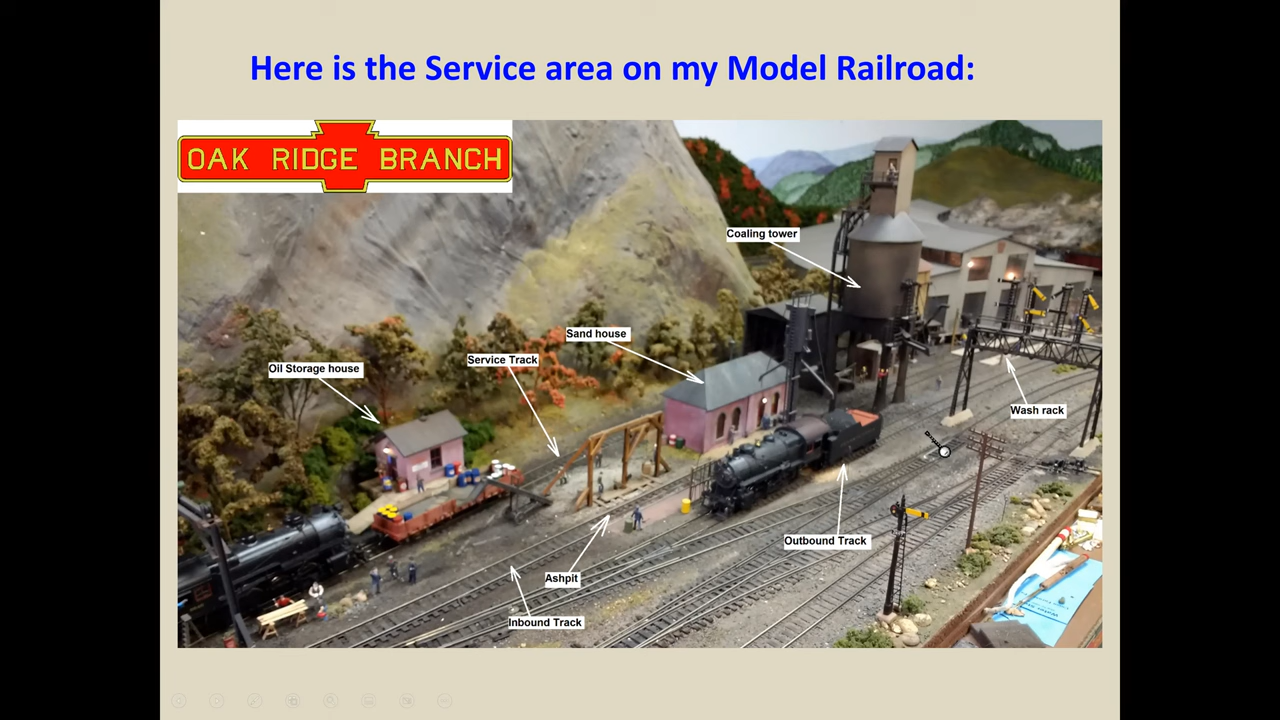 Here is the Service area on my Model Railroad:
OAK RIDGE BRANCH
Coaling tower
Sand house
Service Track
Oil Storage house
Wash rack
Outbound Track
Ashpit
Inbound Track